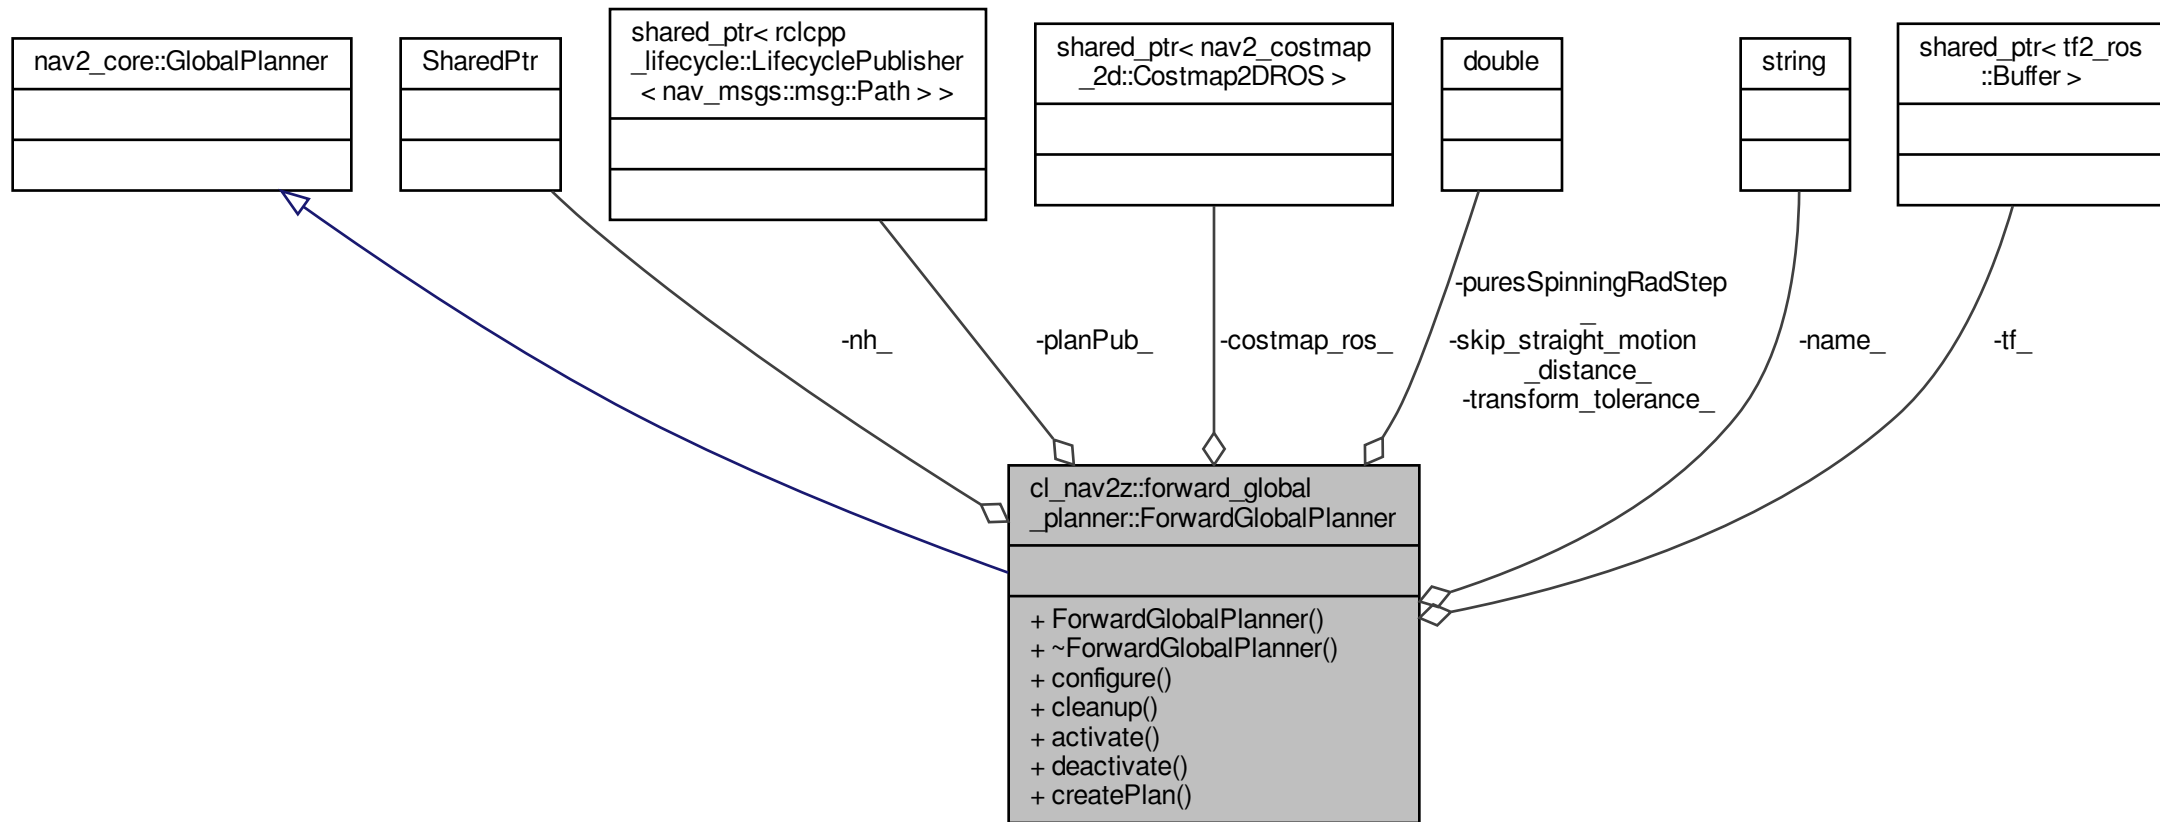 nav2_core::GlobalPlanner
SharedPtr
shared_ptr< rclcpp
_lifecycle::LifecyclePublisher
< nav_msgs::msg::Path > >
shared_ptr< nav2_costmap
_2d::Costmap2DROS >
double
string
shared_ptr< tf2_ros
::Buffer >
-nh_
-planPub_
-costmap_ros_
-puresSpinningRadStep
_
-skip_straight_motion
_distance_
-transform_tolerance_
-name_
-tf_
cl_nav2z::forward_global
_planner::ForwardGlobalPlanner
+ ForwardGlobalPlanner()
+ ~ForwardGlobalPlanner()
+ configure()
+ cleanup()
+ activate()
+ deactivate()
+ createPlan()